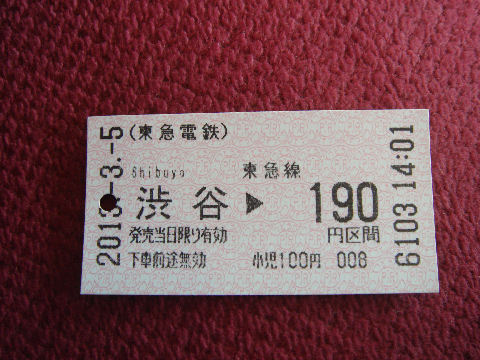 (東急電鉄)
2013.-3.-5
Shibuya
東急線
渋谷▶190
発売当日限り有効
円区間
下車前途無効
小児100円 006
6103 14:01